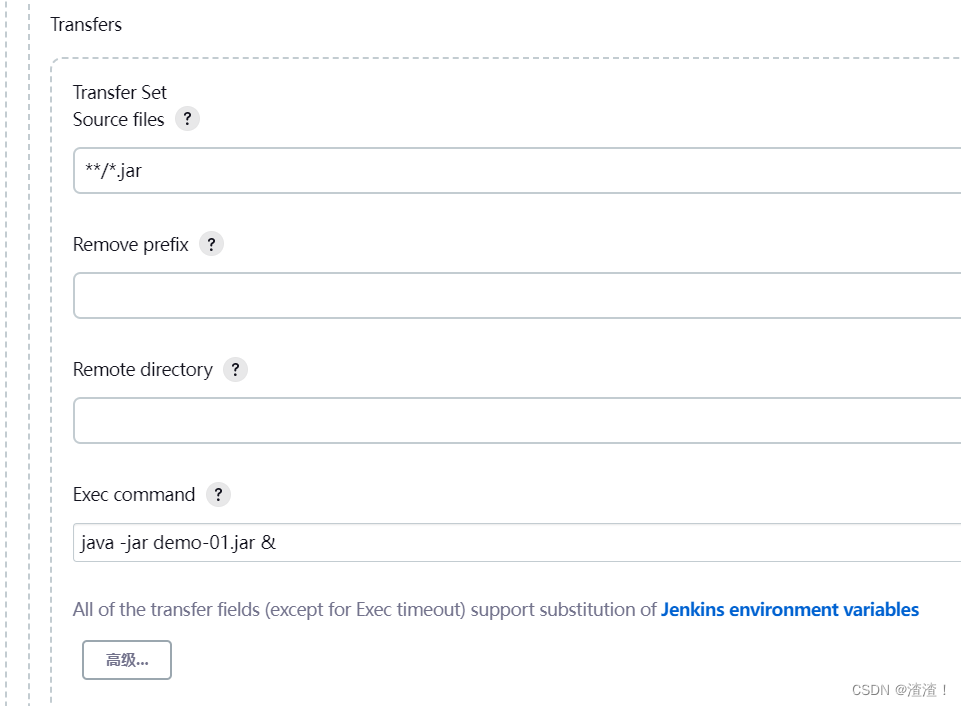 Transfers
Transfer Set
Source files ?
**/*.jar
Remove prefix ?
Remote directory ?
Exec command ?
java -jar demo-01.jar &
All of the transfer fields (except for Exec timeout) support substitution of Jenkins environment variables
高级...
CSDN @渣渣！